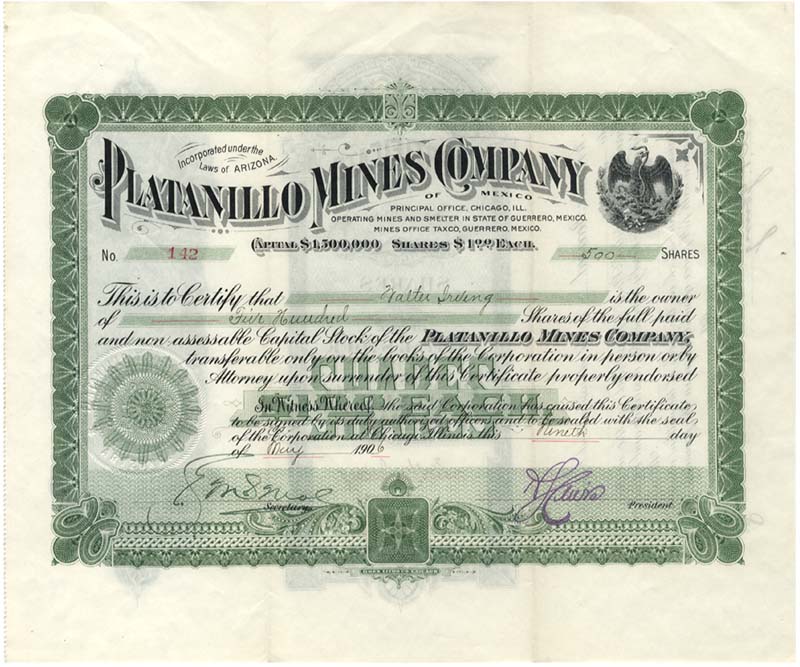 Incorporated under the
Laws of ARIZONA.
PLATANILLO MINES COMPANY
OF MEXICO
PRINCIPAL OFFICE, CHICAGO, ILL.
OPERATING MINES AND SMELTER IN STATE OF GUERRERO, MEXICO.
MINES OFFICE TAXCO, GUERRERO, MEXICO.
CAPITAL $1,500,000 SHARES $1.00 EACH.
No. 142 500 SHARES
This is to Certify that Walter Irving is the owner
of Five Hundred Shares of the full paid
and non-assessable Capital Stock of the PLATANILLO MINES COMPANY,
transferable only on the books of the Corporation in person or by
Attorney upon surrender of this Certificate properly endorsed
In Witness Whereof, the said Corporation has caused this Certificate
to be signed by its duly authorized officers and to be sealed with the seal
of the Corporation at Chicago Illinois this day
of 1906
Secretary
President